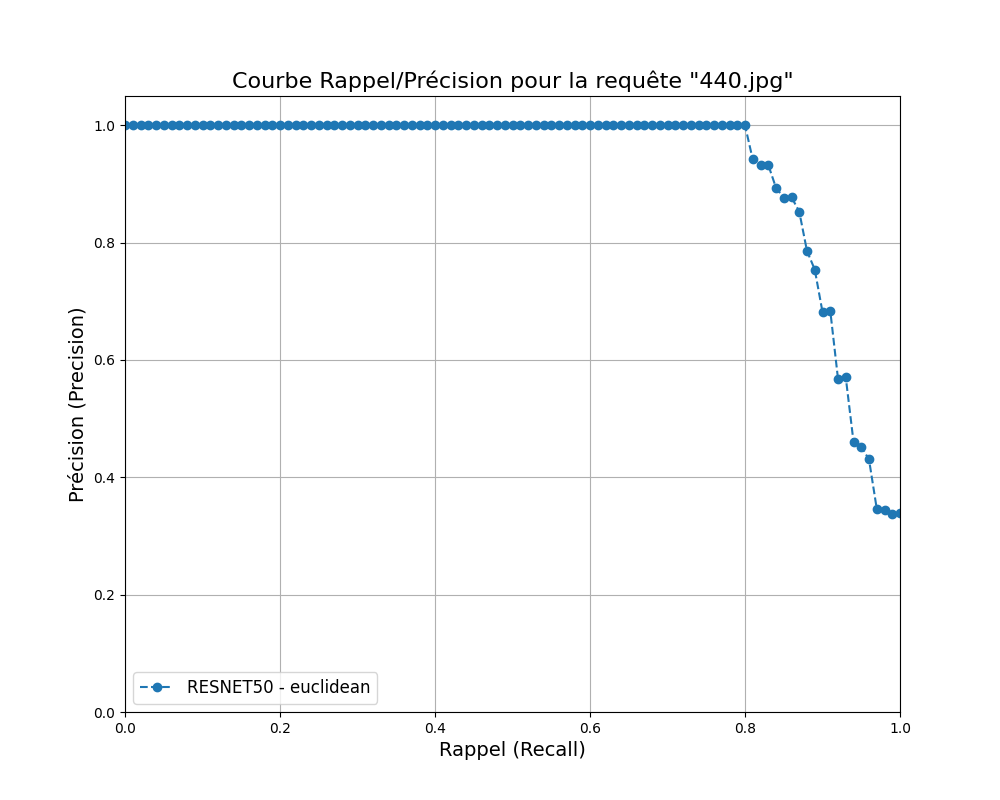 Courbe Rappel/Précision pour la requête "440.jpg"
Précision (Precision)
1.0
0.8
0.6
0.4
0.2
0.0
RESNET50 - euclidean
0.0 0.2 0.4 0.6 0.8 1.0
Rappel (Recall)